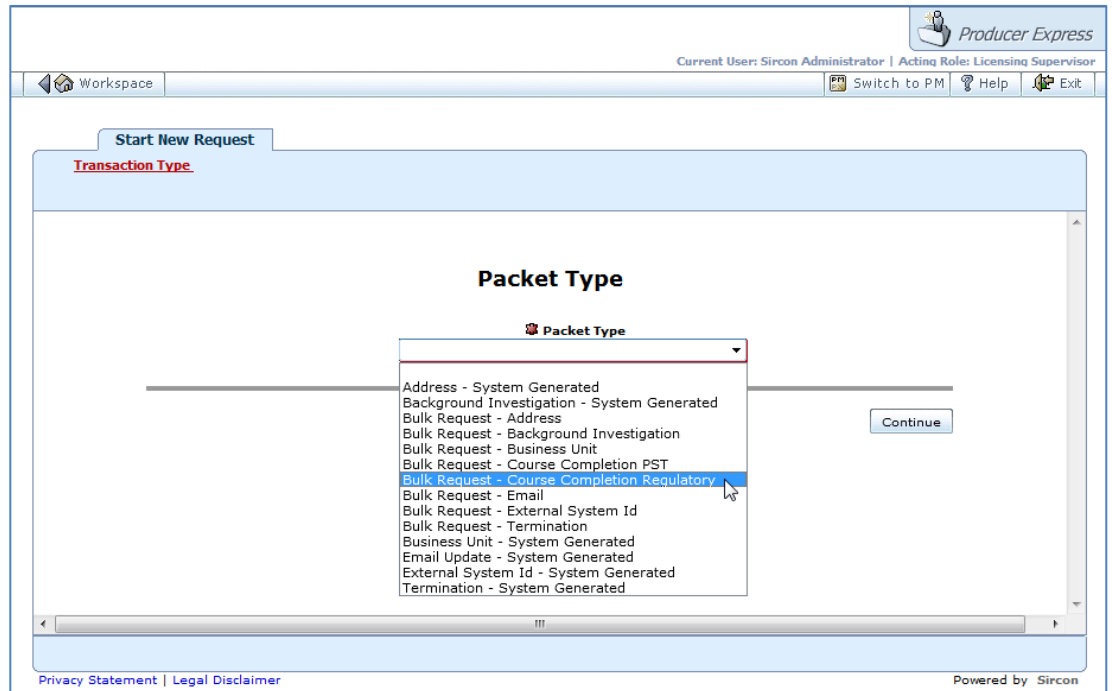 Producer Express
Current User: Sircon Administrator | Acting Role: Licensing Supervisor
Workspace
PM Switch to PM
Help
Exit
Start New Request
Transaction Type
Packet Type
Packet Type
Address - System Generated
Background Investigation - System Generated
Bulk Request - Address
Bulk Request - Background Investigation
Bulk Request - Business Unit
Bulk Request - Course Completion PST
Bulk Request - Course Completion Regulatory
Bulk Request - Email
Bulk Request - External System Id
Bulk Request - Termination
Business Unit - System Generated
Email Update - System Generated
External System Id - System Generated
Termination - System Generated
Continue
Privacy Statement | Legal Disclaimer
Powered by Sircon